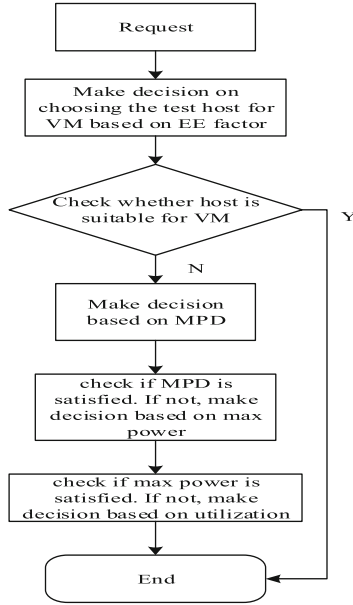 Request
Make decision on
choosing the test host for
VM based on EE factor
Check whether host is
suitable for VM
Y
N
Make decision
based on MPD
check if MPD is
satisfied. If not, make
decision based on max
power
check if max power is
satisfied. If not, make
decision based on utilization
End